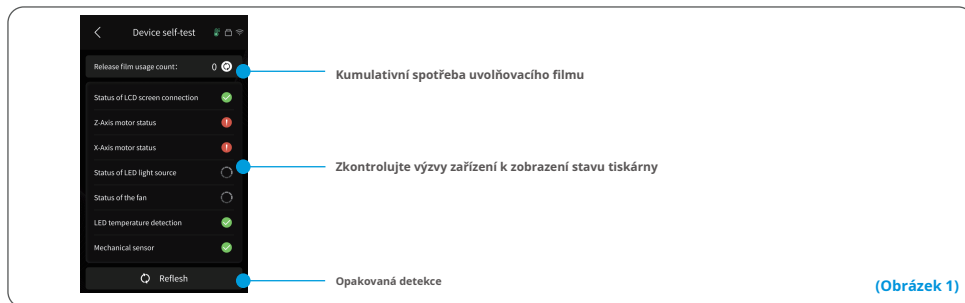 Device self-test
Release film usage count: 0
Kumulativní spotřeba uvolňovacího filmu
Status of LCD screen connection
Z-Axis motor status
X-Axis motor status
Zkontrolujte výzvy zařízení k zobrazení stavu tiskárny
Status of LED light source
Status of the fan
LED temperature detection
Mechanical sensor
Reflesh
Opakovaná detekce
(Obrázek 1)